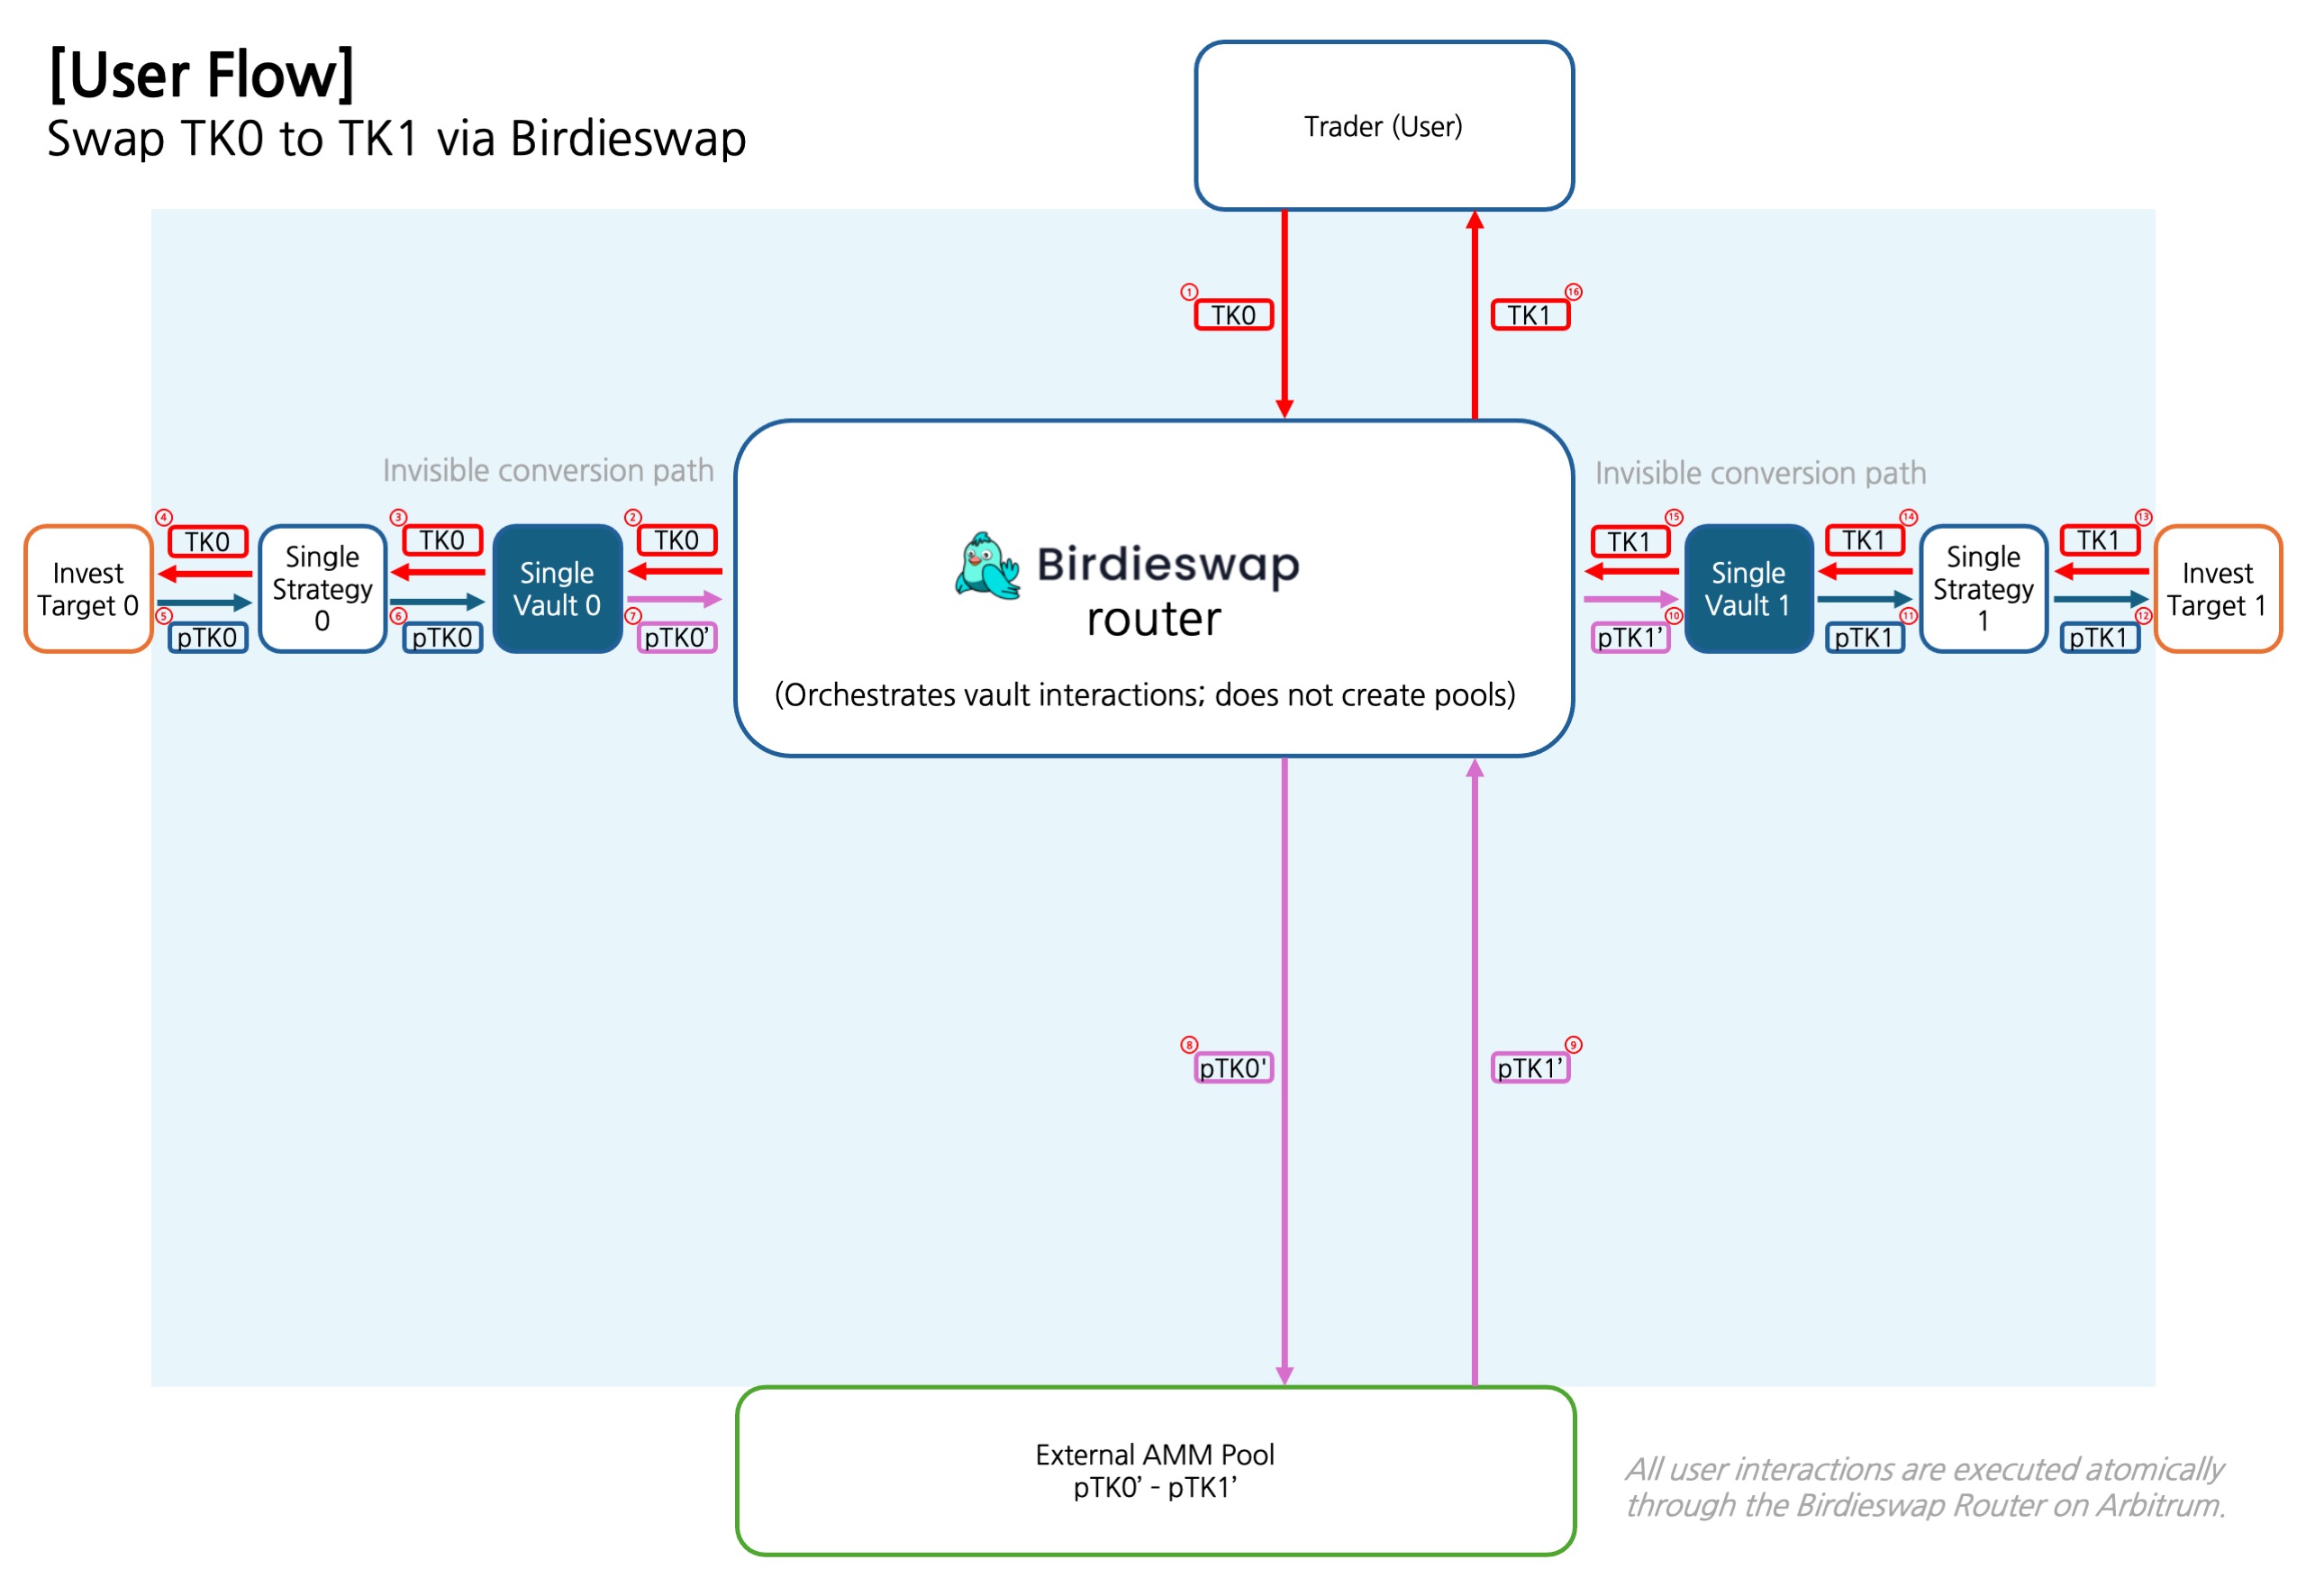 [User Flow]
Swap TK0 to TK1 via Birdieswap
Trader (User)
1
TK0
16
TK1
Invisible conversion path
Invisible conversion path
4
TK0
3
TK0
2
TK0
Invest
Target 0
Single
Strategy
0
Single
Vault 0
5
pTK0
6
pTK0
7
pTK0’
Birdieswap
router
(Orchestrates vault interactions; does not create pools)
15
TK1
14
TK1
13
TK1
Single
Vault 1
Single
Strategy
1
Invest
Target 1
10
pTK1’
11
pTK1
12
pTK1
8
pTK0'
9
pTK1’
External AMM Pool
pTK0’ - pTK1’
All user interactions are executed atomically
through the Birdieswap Router on Arbitrum.